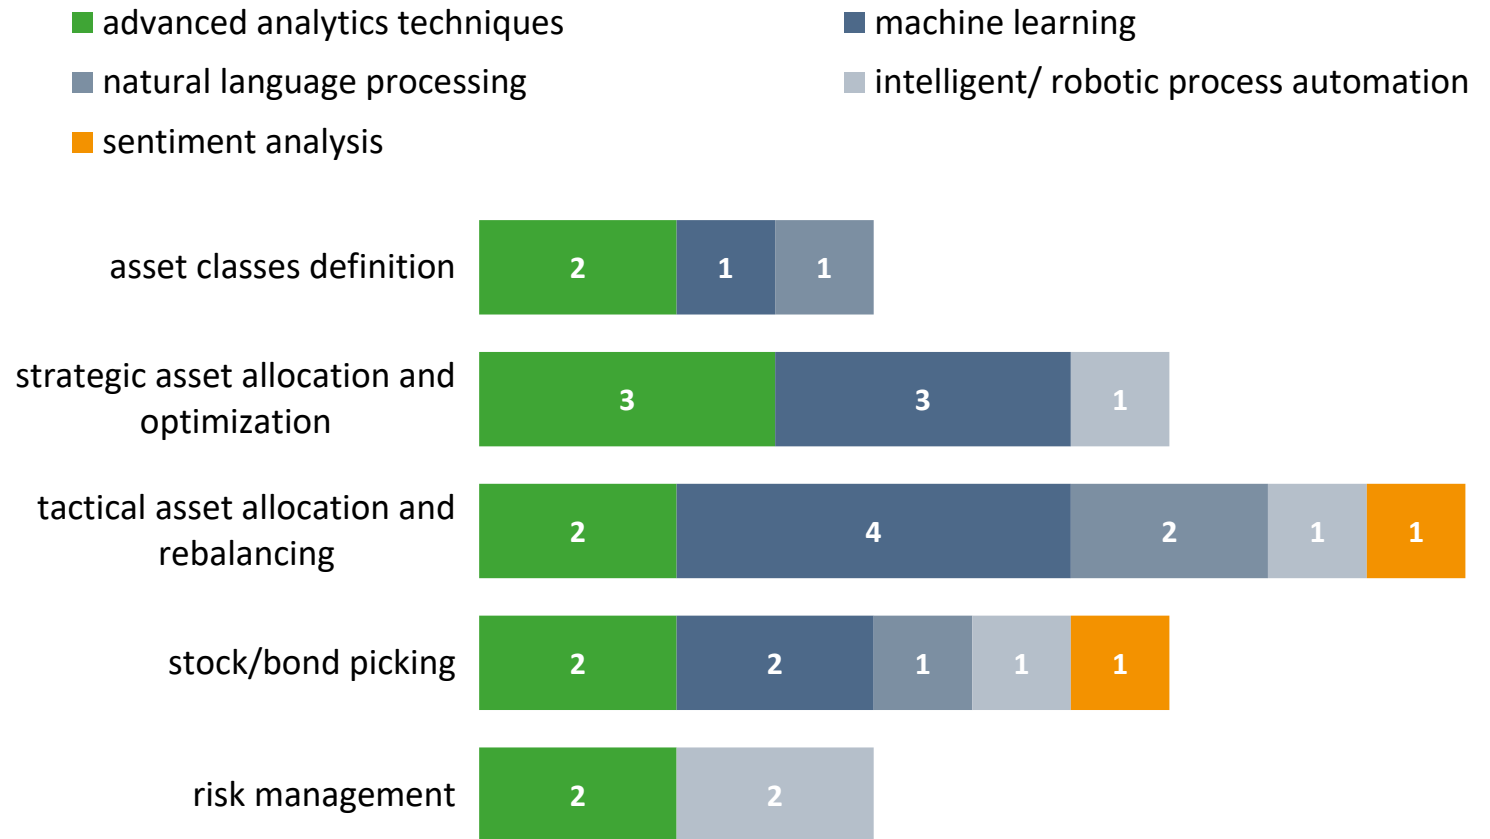 advanced analytics techniques
machine learning
natural language processing
intelligent/ robotic process automation
sentiment analysis
asset classes definition
2 1 1
strategic asset allocation and
optimization
3 3 1
tactical asset allocation and
rebalancing
2 4 2 1 1
stock/bond picking
2 2 1 1 1
risk management
2 2